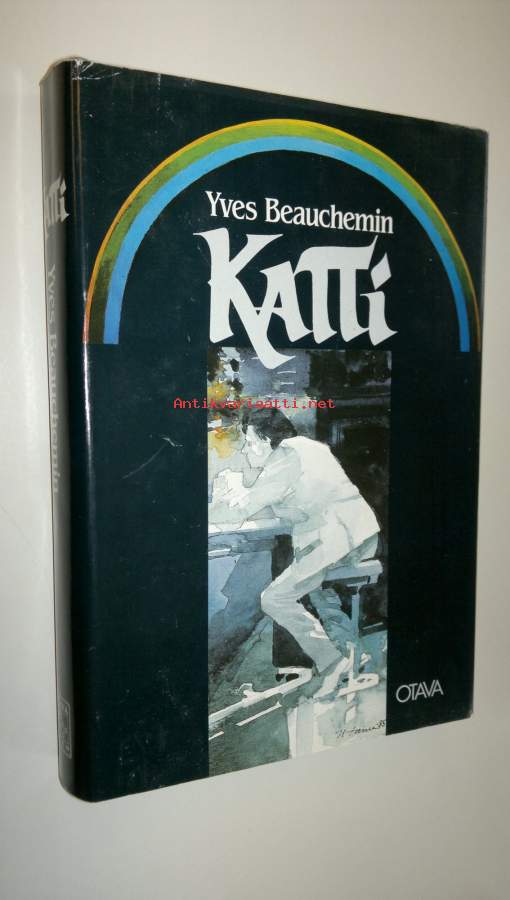 Yves Beauchemin
KATTi
Antikvariaatti.net
OTAVA
KATTi
Yves Beauchemin